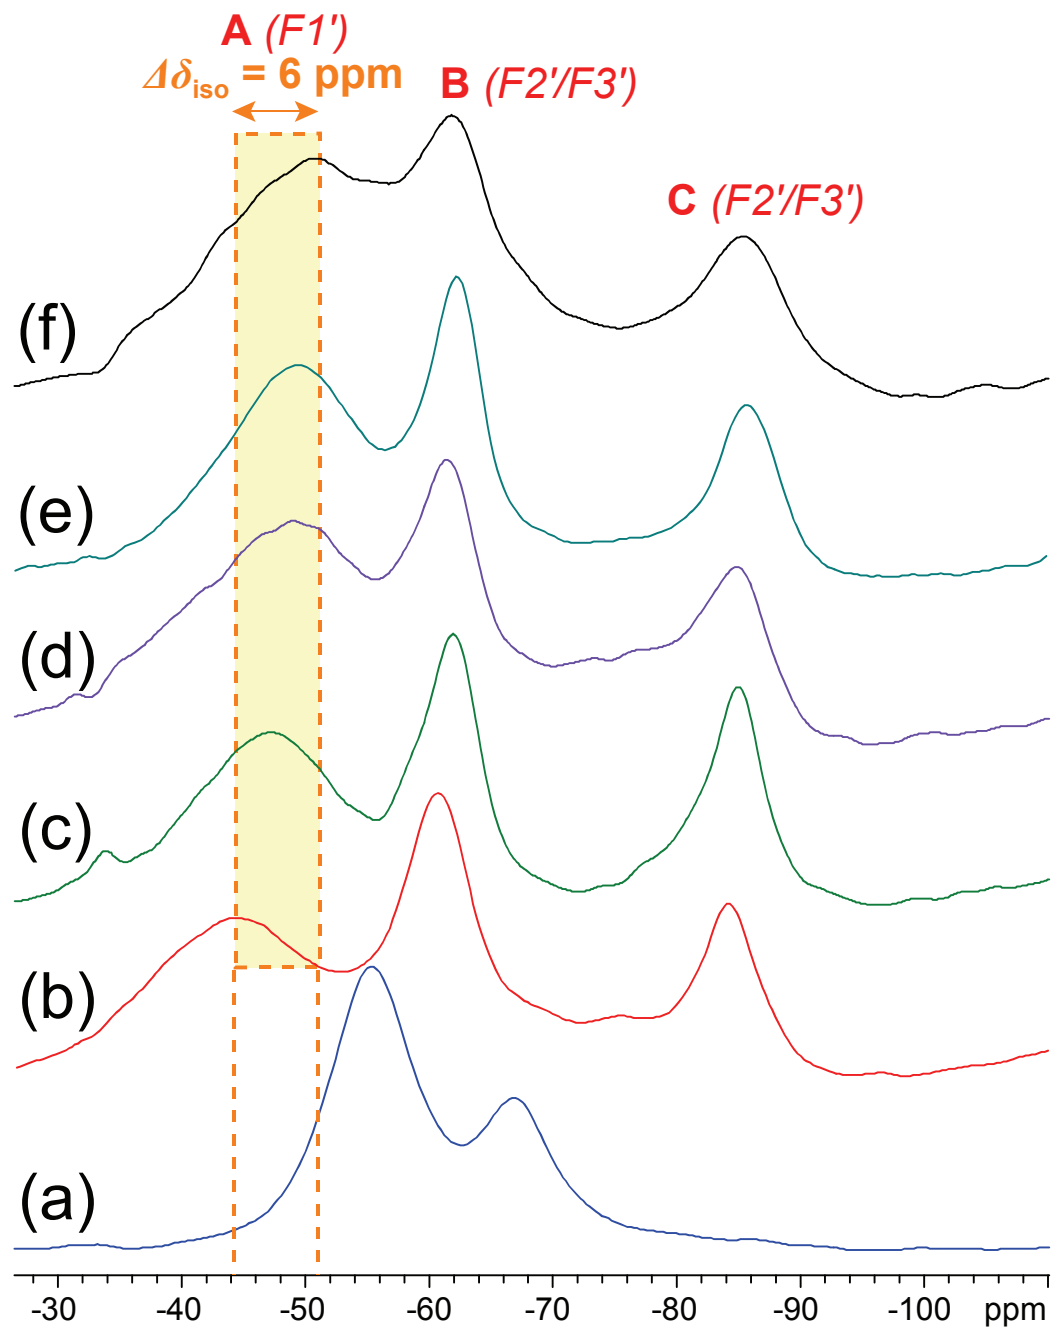 A (F1')
Δδiso = 6 ppm
B (F2'/F3')
C (F2'/F3')
(f)
(e)
(d)
(c)
(b)
(a)
-30 -40 -50 -60 -70 -80 -90 -100 ppm